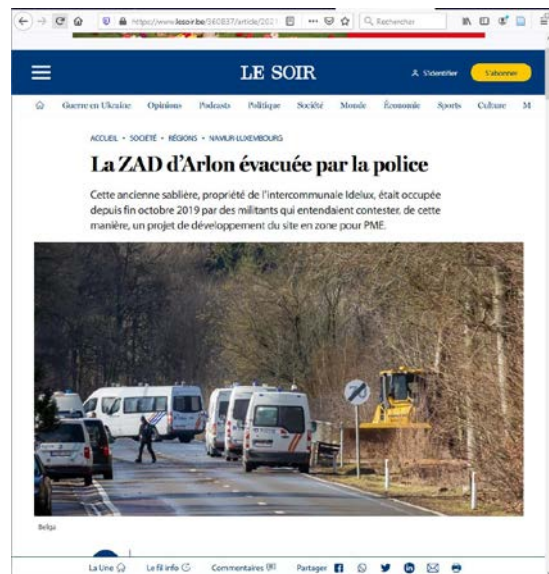 https://www.lesoir.be/360837/article/2021
Rechercher
LE SOIR
S'identifier
S'abonner
Guerre en Ukraine Opinions Podcasts Politique Société Monde Économie Sports Culture M
ACCUEIL • SOCIÉTÉ • RÉGIONS • NAMUR-LUXEMBOURG
La ZAD d'Arlon évacuée par la police
Cette ancienne sablière, propriété de l'intercommunale Idelux, était occupée
depuis fin octobre 2019 par des militants qui entendaient contester, de cette
manière, un projet de développement du site en zone pour PME.
Belga
La Une Le fil info Commentaires Partager